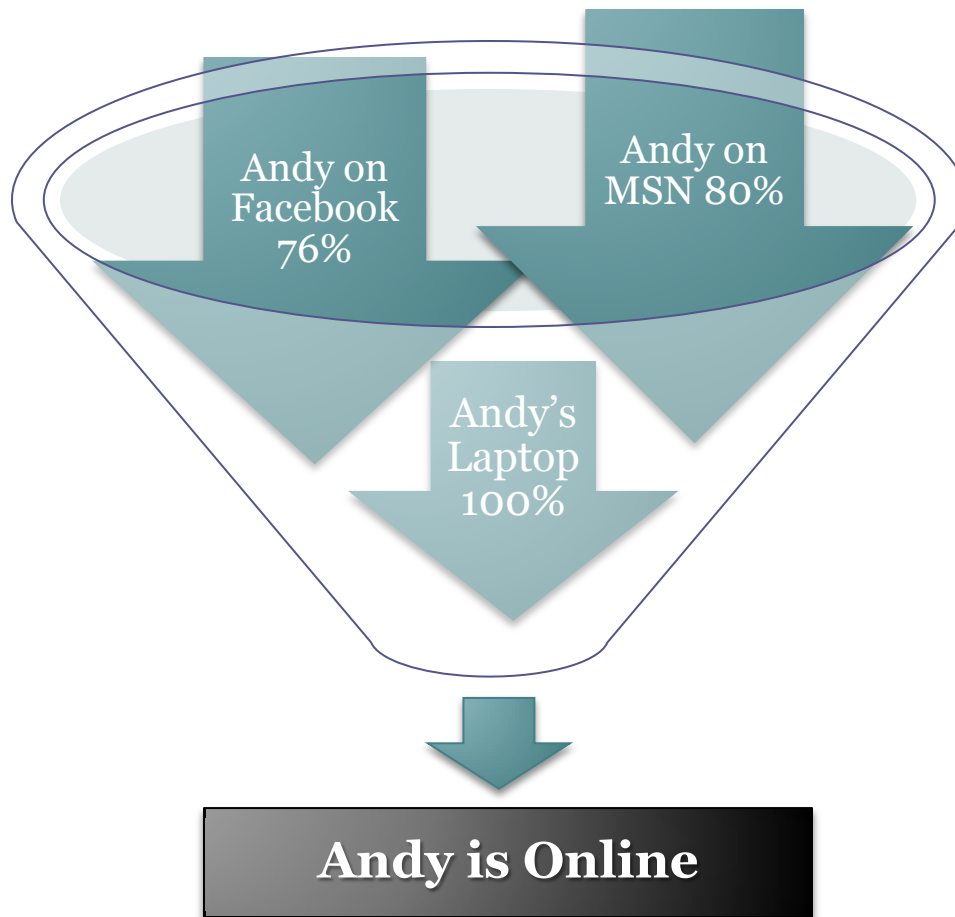 Andy on
Facebook
76%
Andy on
MSN 80%
Andy’s
Laptop
100%
Andy is Online